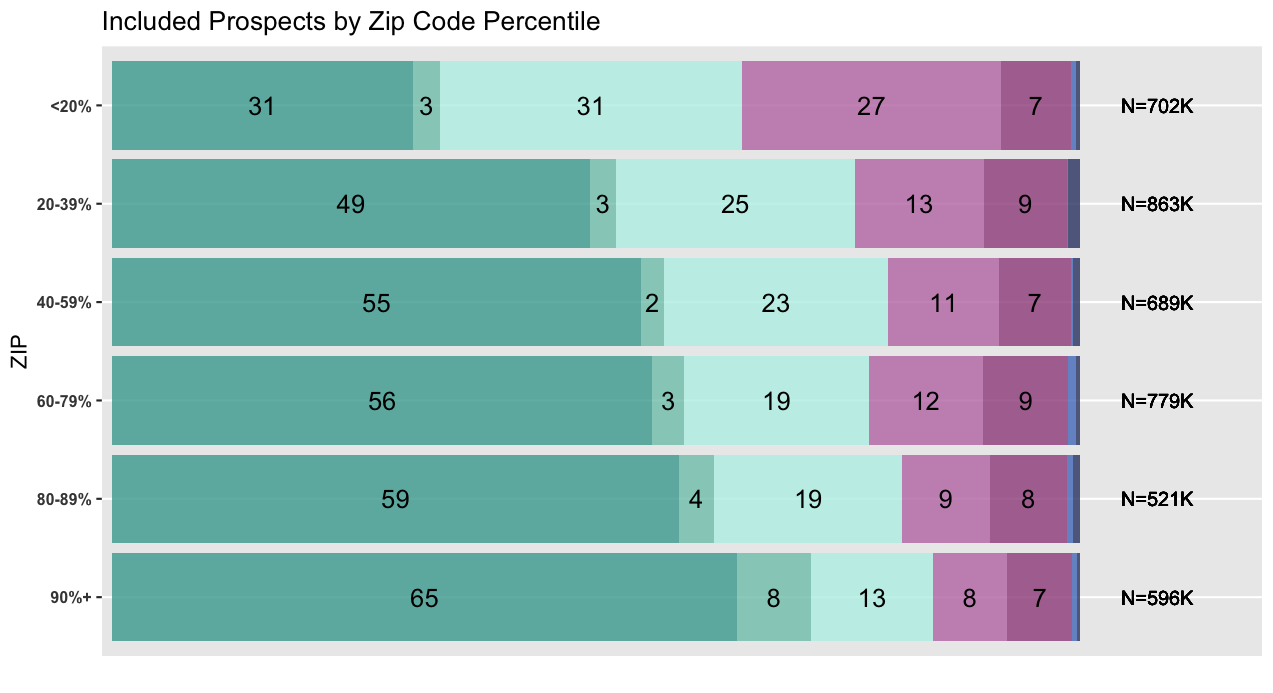 Included Prospects by Zip Code Percentile
<20% 31 3 31 27 7 N=702K
20-39% 49 3 25 13 9 N=863K
40-59% 55 2 23 11 7 N=689K
60-79% 56 3 19 12 9 N=779K
80-89% 59 4 19 9 8 N=521K
90%+ 65 8 13 8 7 N=596K
ZIP